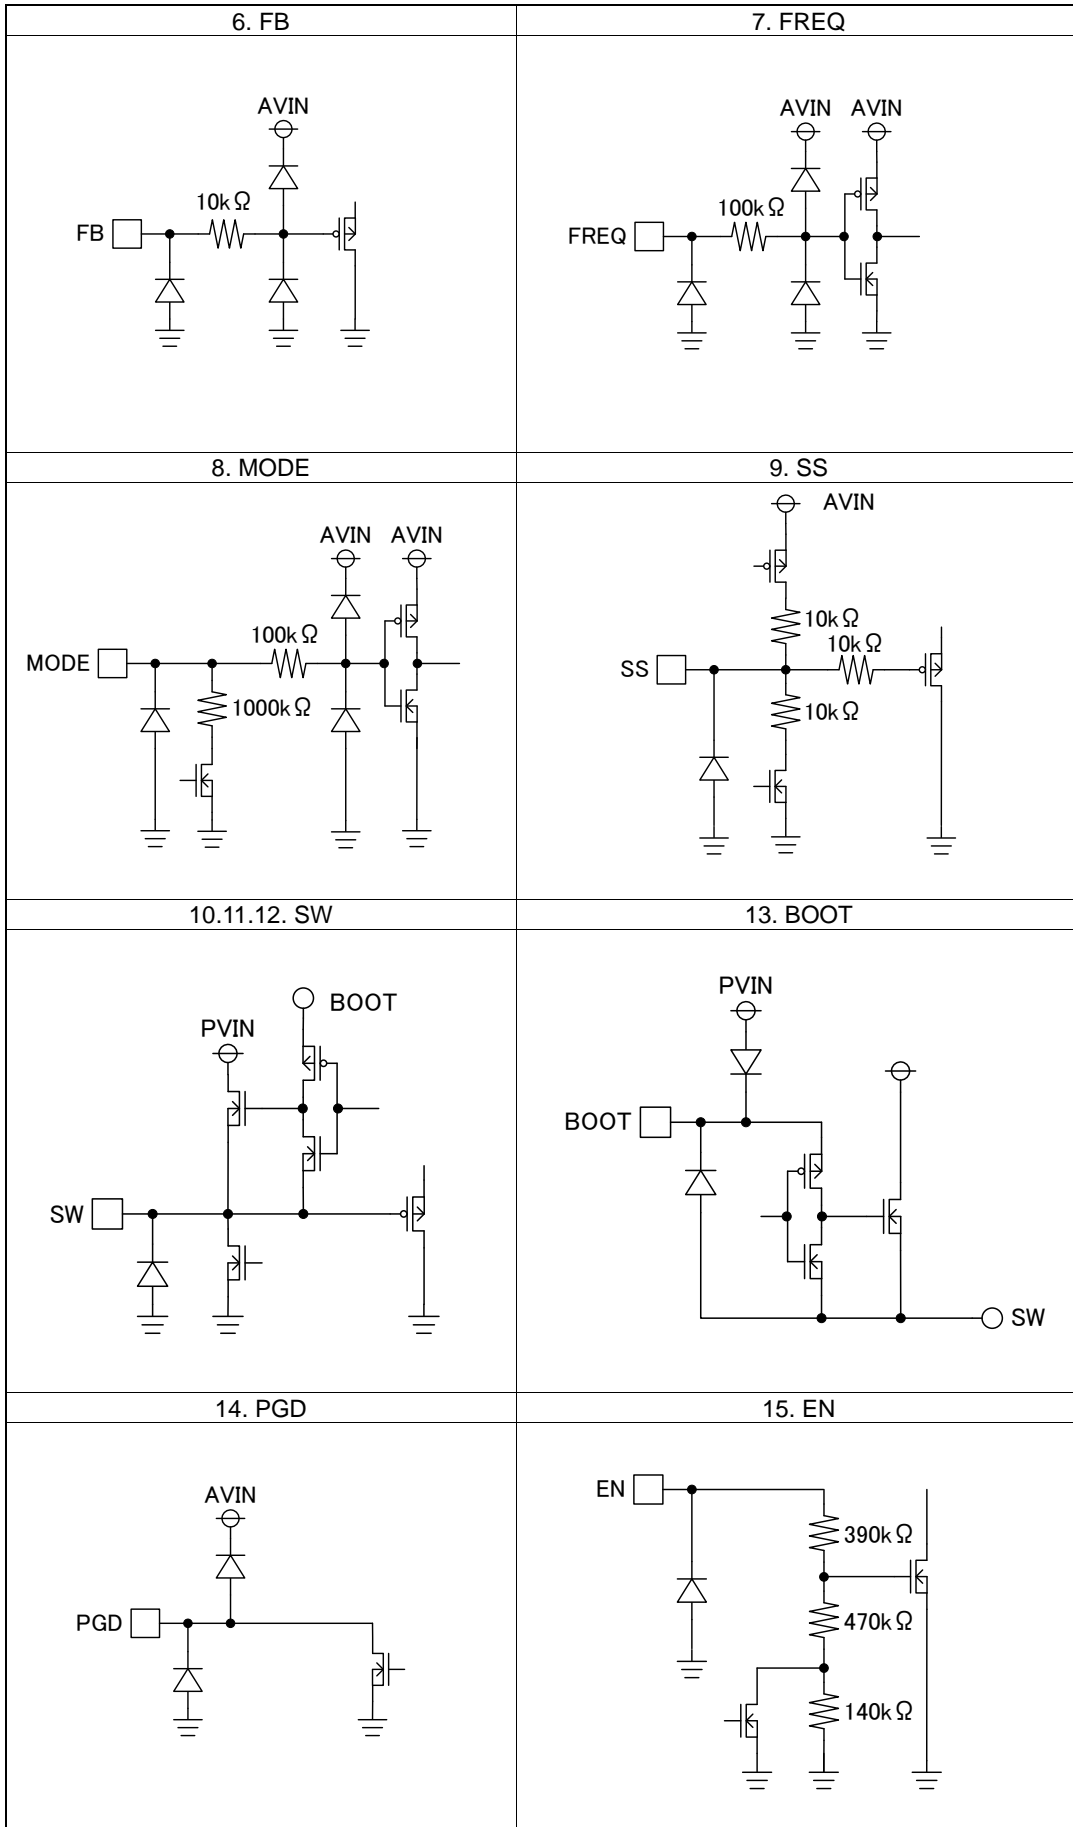 6. FB
7. FREQ
AVIN
10kΩ
FB
AVIN AVIN
100kΩ
FREQ
8. MODE
9. SS
AVIN AVIN
100kΩ
MODE
1000kΩ
AVIN
10kΩ
10kΩ
SS
10kΩ
10.11.12. SW
13. BOOT
BOOT
PVIN
SW
PVIN
BOOT
SW
14. PGD
15. EN
AVIN
PGD
EN
390kΩ
470kΩ
140kΩ